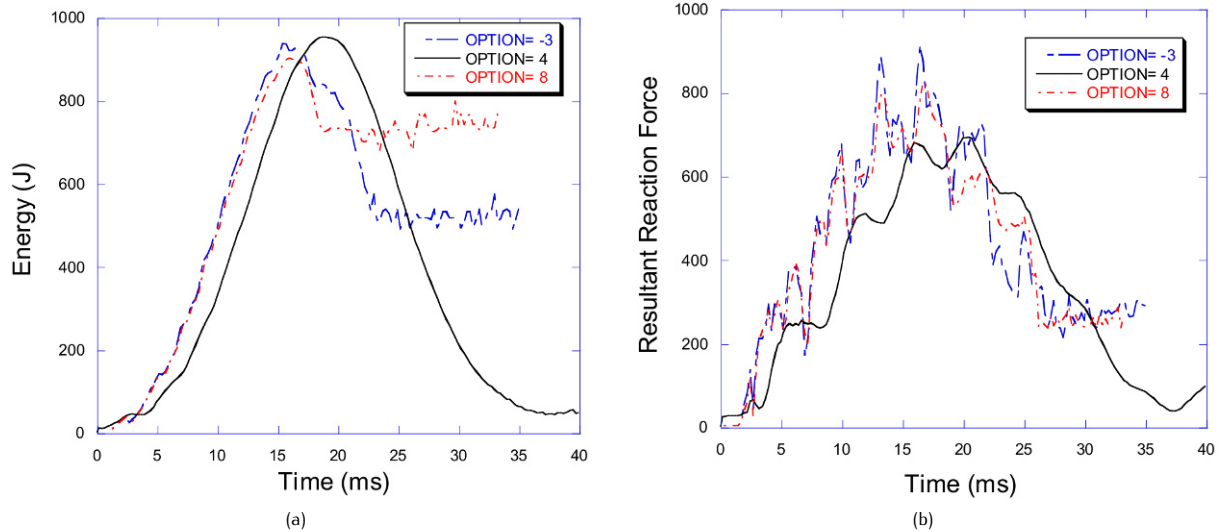 1000
800
600
400
200
0
Energy (J)
OPTION= -3
OPTION= 4
OPTION= 8
0 5 10 15 20 25 30 35 40
Time (ms)
(a)
1000
800
600
400
200
0
Resultant Reaction Force
OPTION= -3
OPTION= 4
OPTION= 8
0 5 10 15 20 25 30 35 40
Time (ms)
(b)